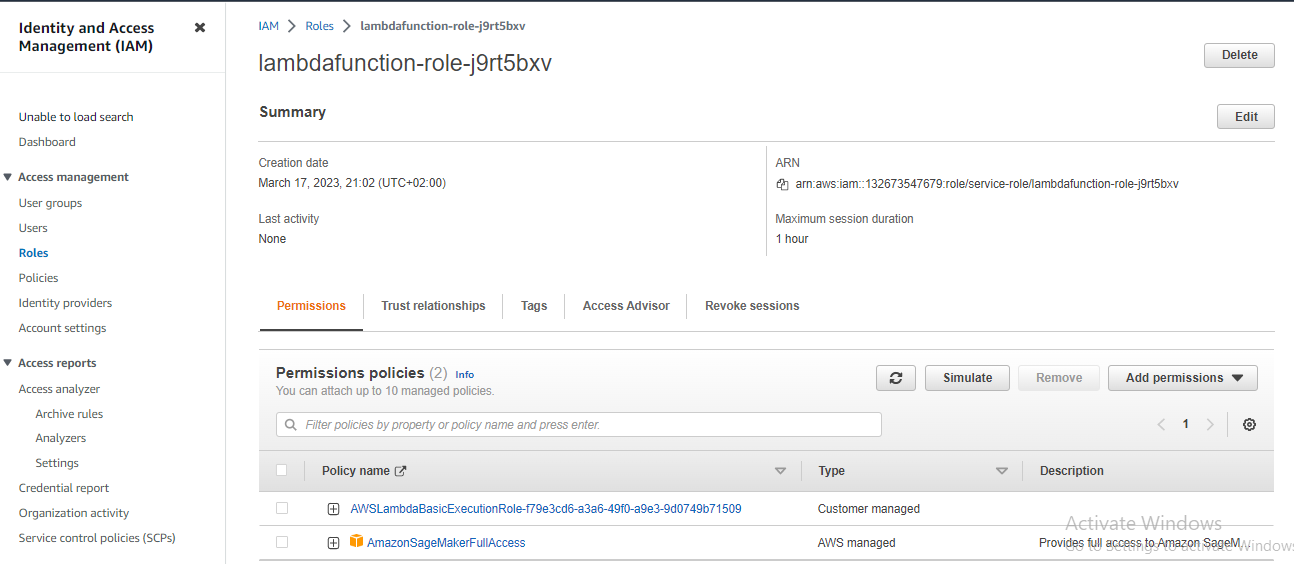 Identity and Access Management (IAM)
Unable to load search
Dashboard
Access management
User groups
Users
Roles
Policies
Identity providers
Account settings
Access reports
Access analyzer
Archive rules
Analyzers
Settings
Credential report
Organization activity
Service control policies (SCPs)
IAM > Roles > lambdafunction-role-j9rt5bxv
lambdafunction-role-j9rt5bxv
Delete
Summary
Edit
Creation date
March 17, 2023, 21:02 (UTC+02:00)
ARN
arn:aws:iam::132673547679:role/service-role/lambdafunction-role-j9rt5bxv
Last activity
None
Maximum session duration
1 hour
Permissions Trust relationships Tags Access Advisor Revoke sessions
Permissions policies (2) Info
You can attach up to 10 managed policies.
Simulate Remove Add permissions
Filter policies by property or policy name and press enter.
1
Policy name Type Description
AWSLambdaBasicExecutionRole-f79e3cd6-a3a6-49f0-a9e3-9d0749b71509 Customer managed
AmazonSageMakerFullAccess AWS managed Provides full access to Amazon SageM...
Activate Windows
Go to Settings to activate Windows.